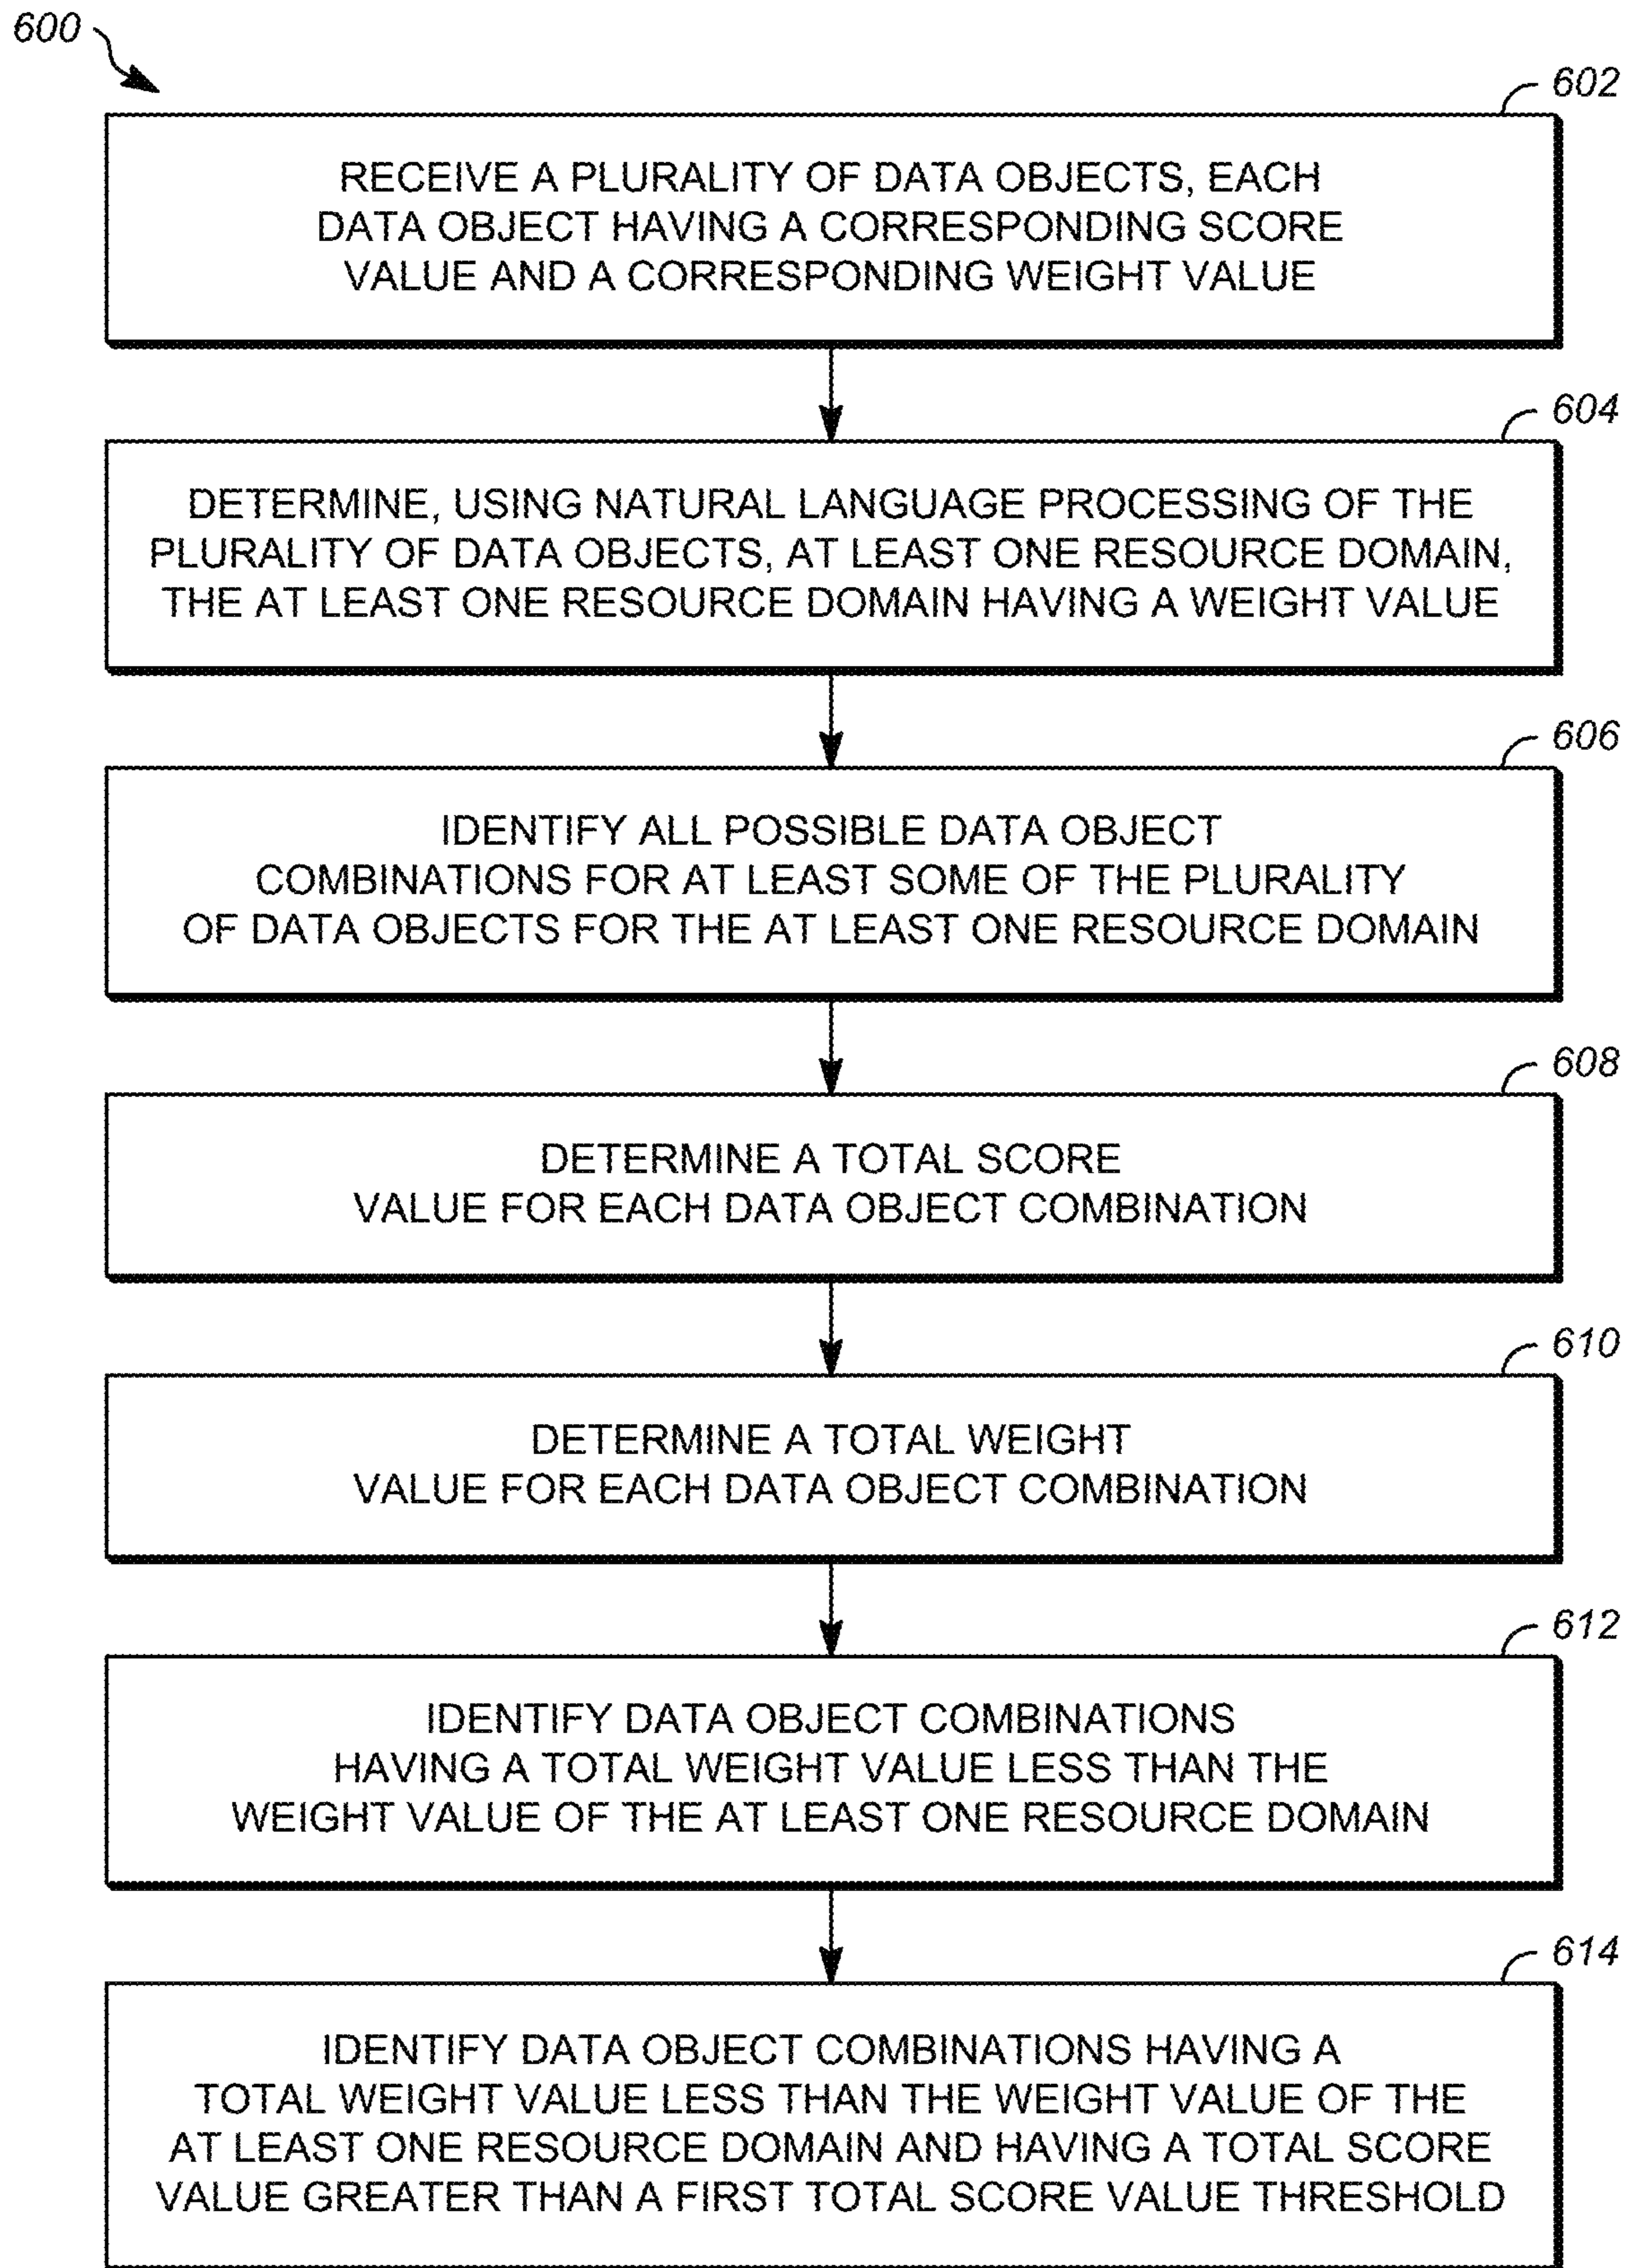 600
602
RECEIVE A PLURALITY OF DATA OBJECTS, EACH
DATA OBJECT HAVING A CORRESPONDING SCORE
VALUE AND A CORRESPONDING WEIGHT VALUE
604
DETERMINE, USING NATURAL LANGUAGE PROCESSING OF THE
PLURALITY OF DATA OBJECTS, AT LEAST ONE RESOURCE DOMAIN,
THE AT LEAST ONE RESOURCE DOMAIN HAVING A WEIGHT VALUE
606
IDENTIFY ALL POSSIBLE DATA OBJECT
COMBINATIONS FOR AT LEAST SOME OF THE PLURALITY
OF DATA OBJECTS FOR THE AT LEAST ONE RESOURCE DOMAIN
608
DETERMINE A TOTAL SCORE
VALUE FOR EACH DATA OBJECT COMBINATION
610
DETERMINE A TOTAL WEIGHT
VALUE FOR EACH DATA OBJECT COMBINATION
612
IDENTIFY DATA OBJECT COMBINATIONS
HAVING A TOTAL WEIGHT VALUE LESS THAN THE
WEIGHT VALUE OF THE AT LEAST ONE RESOURCE DOMAIN
614
IDENTIFY DATA OBJECT COMBINATIONS HAVING A
TOTAL WEIGHT VALUE LESS THAN THE WEIGHT VALUE OF THE
AT LEAST ONE RESOURCE DOMAIN AND HAVING A TOTAL SCORE
VALUE GREATER THAN A FIRST TOTAL SCORE VALUE THRESHOLD